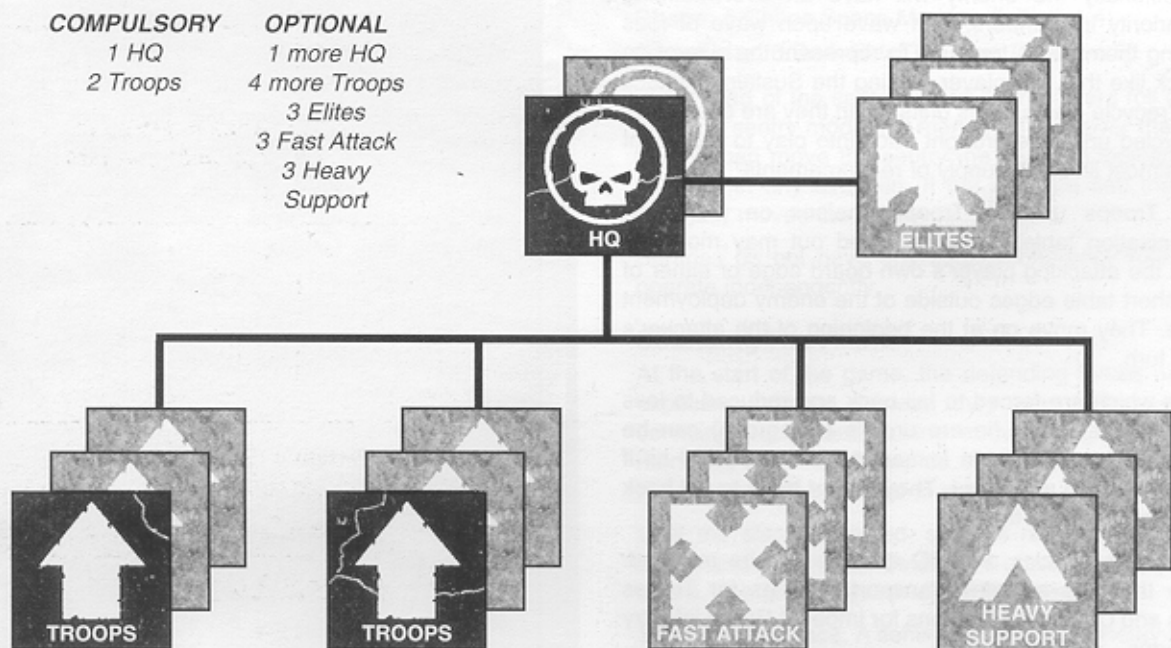 COMPULSORY
1 HQ
2 Troops
OPTIONAL
1 more HQ
4 more Troops
3 Elites
3 Fast Attack
3 Heavy
Support
HQ
ELITES
TROOPS
TROOPS
FAST ATTACK
HEAVY
SUPPORT